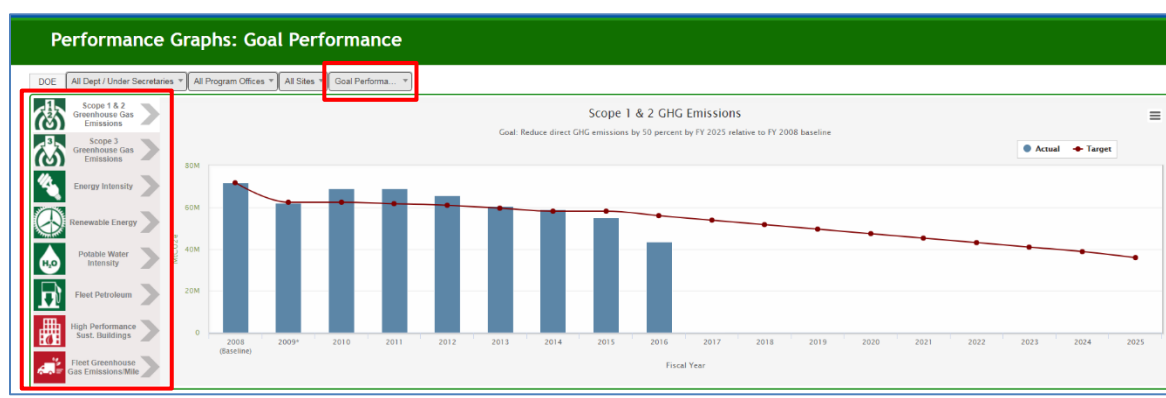 Performance Graphs: Goal Performance
DOE All Dept / Under Secretaries All Program Offices All Sites Goal Performa...
1
2
Scope 1 & 2
Greenhouse Gas
Emissions
3
Scope 3
Greenhouse Gas
Emissions
Energy Intensity
Renewable Energy
H₂O
Potable Water
Intensity
Fleet Petroleum
High Performance
Sust. Buildings
Fleet Greenhouse
Gas Emissions/Mile
Scope 1 & 2 GHG Emissions
Goal: Reduce direct GHG emissions by 50 percent by FY 2025 relative to FY 2008 baseline
Actual Target
80M
60M
40M
20M
0
2008 2009* 2010 2011 2012 2013 2014 2015 2016 2017 2018 2019 2020 2021 2022 2023 2024 2025
(Baseline)
Fiscal Year